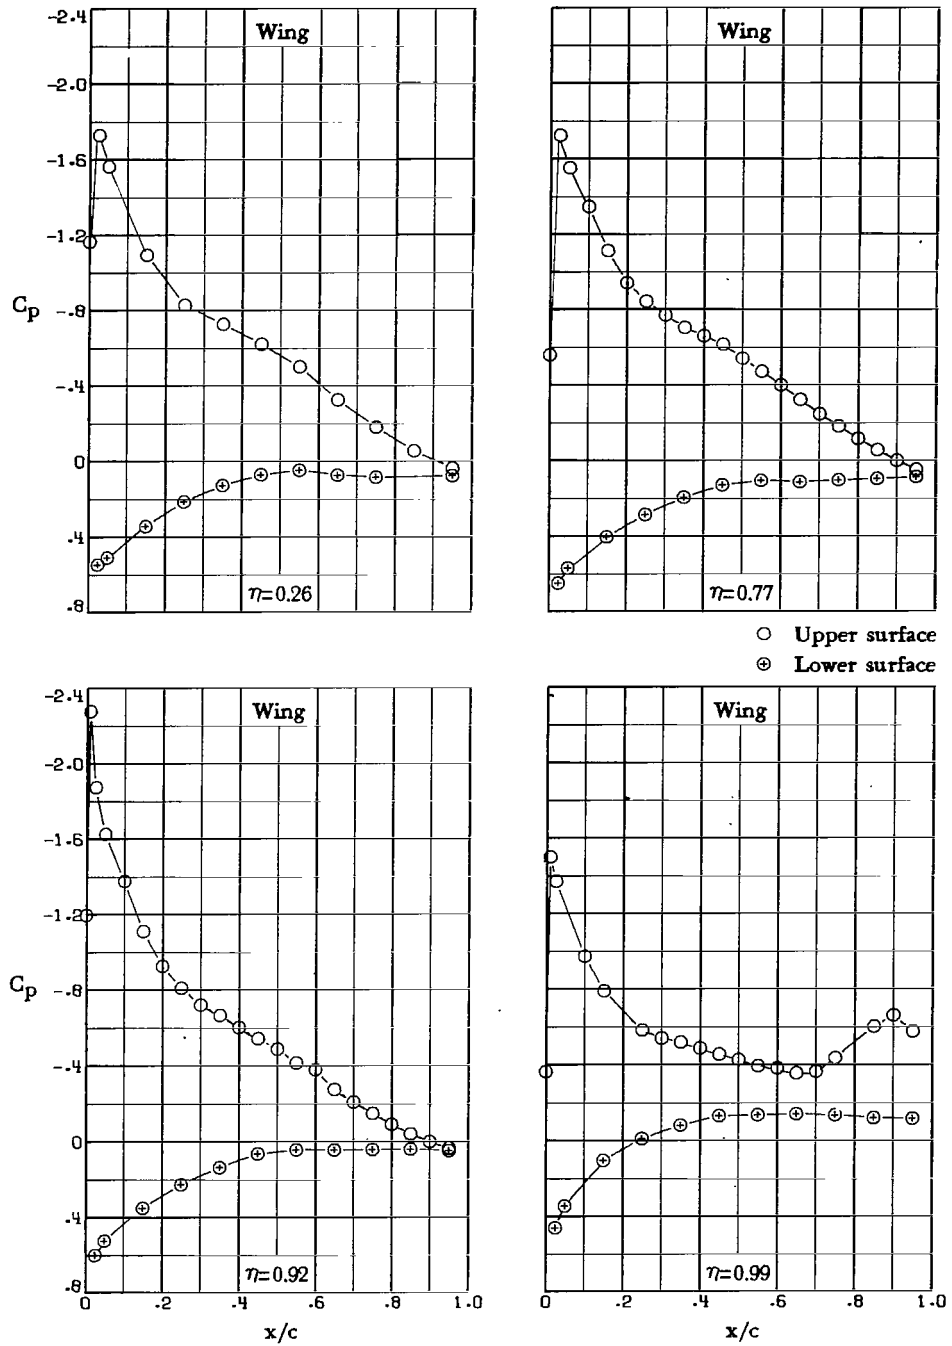 -2.4
Wing
Wing
-2.0
-1.6
-1.2
Cp
-.8
-.4
0
.4
.8
η=0.26
η=0.77
Upper surface
Lower surface
-2.4
Wing
Wing
-2.0
-1.6
-1.2
Cp
-.8
-.4
0
.4
.8
η=0.92
η=0.99
0 .2 .4 .6 .8 1.0
0 .2 .4 .6 .8 1.0
x/c
x/c